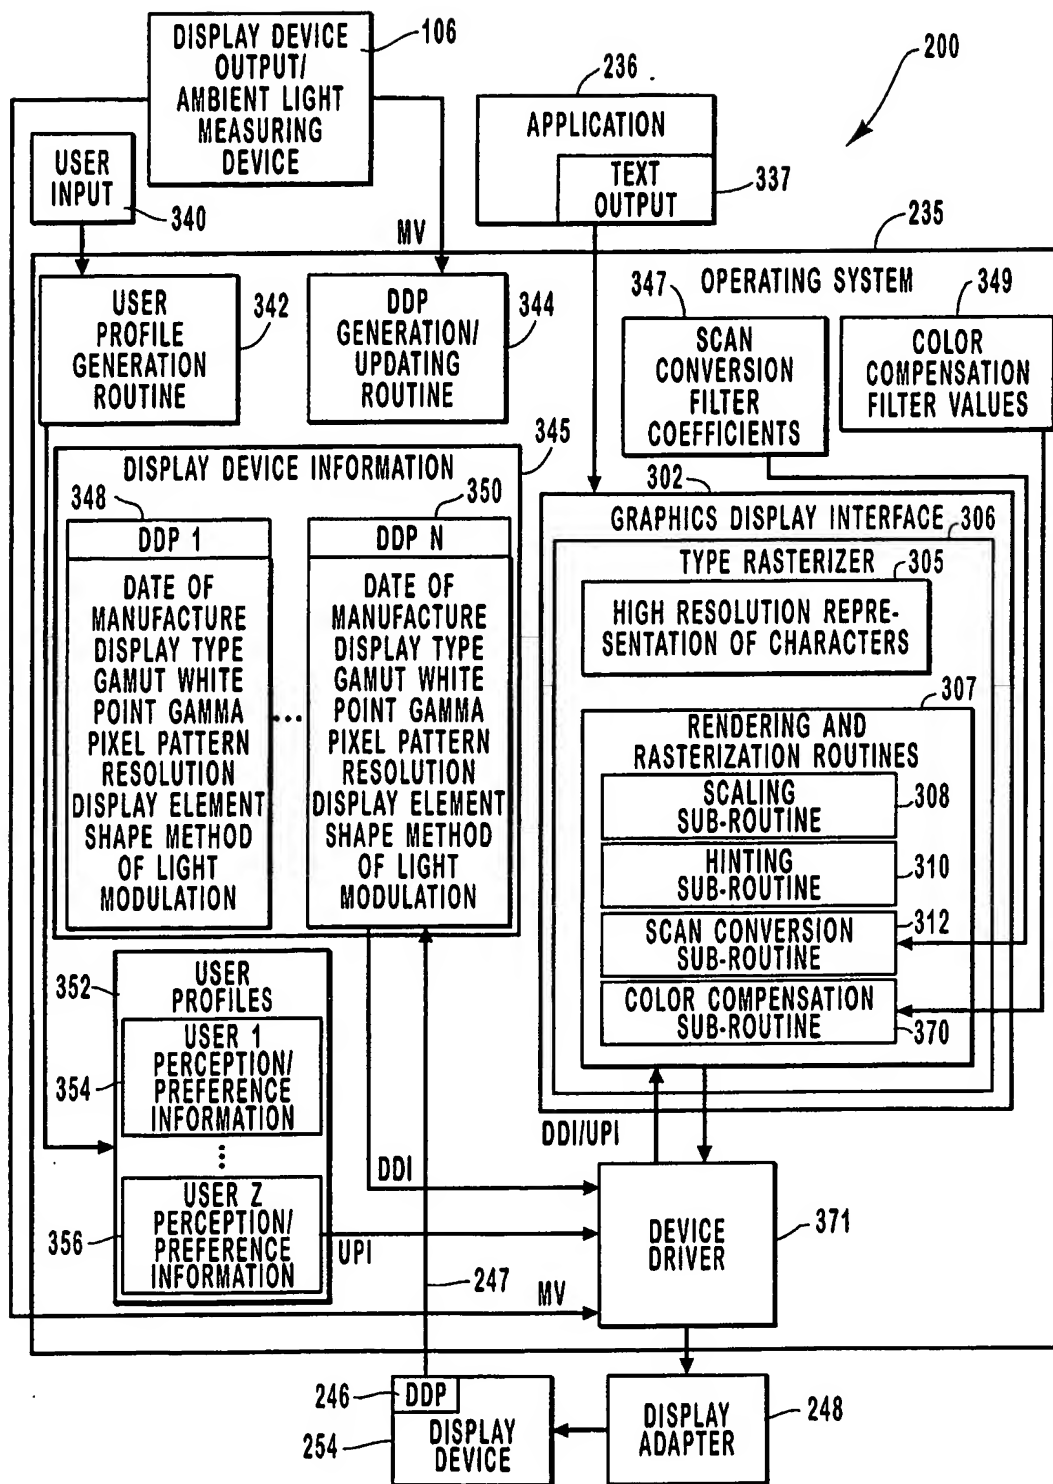 DISPLAY DEVICE
OUTPUT/
AMBIENT LIGHT
MEASURING
DEVICE
106
200
236
APPLICATION
TEXT
OUTPUT
337
USER
INPUT
340
MV
235
OPERATING SYSTEM
USER
PROFILE
GENERATION
ROUTINE
342
DDP
GENERATION/
UPDATING
ROUTINE
344
347
SCAN
CONVERSION
FILTER
COEFFICIENTS
349
COLOR
COMPENSATION
FILTER VALUES
345
DISPLAY DEVICE INFORMATION
348
DDP 1
DATE OF
MANUFACTURE
DISPLAY TYPE
GAMUT WHITE
POINT GAMMA
PIXEL PATTERN
RESOLUTION
DISPLAY ELEMENT
SHAPE METHOD
OF LIGHT
MODULATION
...
350
DDP N
DATE OF
MANUFACTURE
DISPLAY TYPE
GAMUT WHITE
POINT GAMMA
PIXEL PATTERN
RESOLUTION
DISPLAY ELEMENT
SHAPE METHOD
OF LIGHT
MODULATION
302
GRAPHICS DISPLAY INTERFACE
306
TYPE RASTERIZER
305
HIGH RESOLUTION REPRE-
SENTATION OF CHARACTERS
307
RENDERING AND
RASTERIZATION ROUTINES
SCALING
SUB-ROUTINE
308
HINTING
SUB-ROUTINE
310
SCAN CONVERSION
SUB-ROUTINE
312
COLOR COMPENSATION
SUB-ROUTINE
370
352
USER
PROFILES
USER 1
PERCEPTION/
PREFERENCE
INFORMATION
354
...
USER Z
PERCEPTION/
PREFERENCE
INFORMATION
356
DDI
UPI
DDI/UPI
MV
247
DEVICE
DRIVER
371
246
DDP
DISPLAY
DEVICE
254
DISPLAY
ADAPTER
248